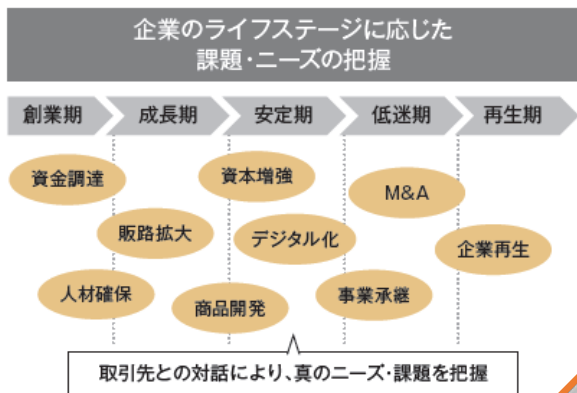 企業のライフステージに応じた
課題・ニーズの把握
創業期
成長期
安定期
低迷期
再生期
資金調達
資本増強
M&A
販路拡大
デジタル化
企業再生
人材確保
商品開発
事業承継
取引先との対話により、真のニーズ・課題を把握